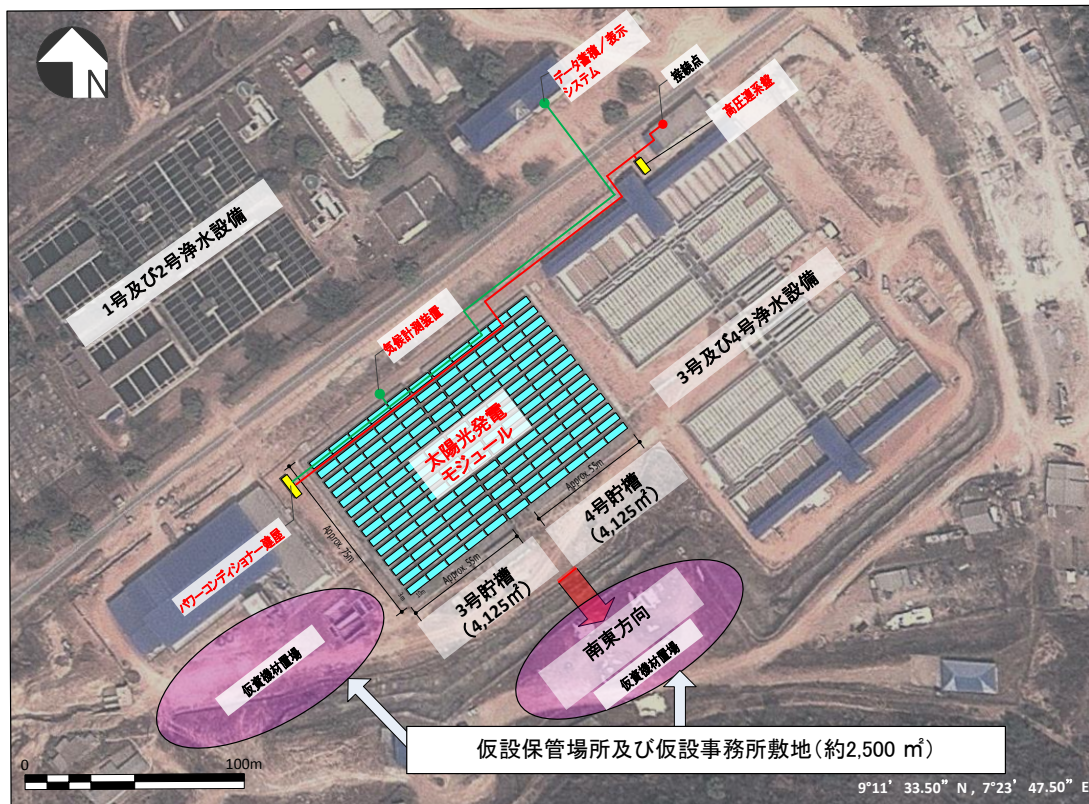 N
データ蓄積／表示
システム
接続点
高圧連系盤
1号及び2号浄水設備
気候計測装置
3号及び4号浄水設備
太陽光発電
モジュール
Approx.55m
4号貯槽
(4,125㎡)
Approx.75m
パワーコンディショナー建屋
Approx.55m
3号貯槽
(4,125㎡)
南東方向
仮資機材置場
仮資機材置場
仮設保管場所及び仮設事務所敷地(約2,500 ㎡)
0 100m
9°11’ 33.50” N , 7°23’ 47.50” E